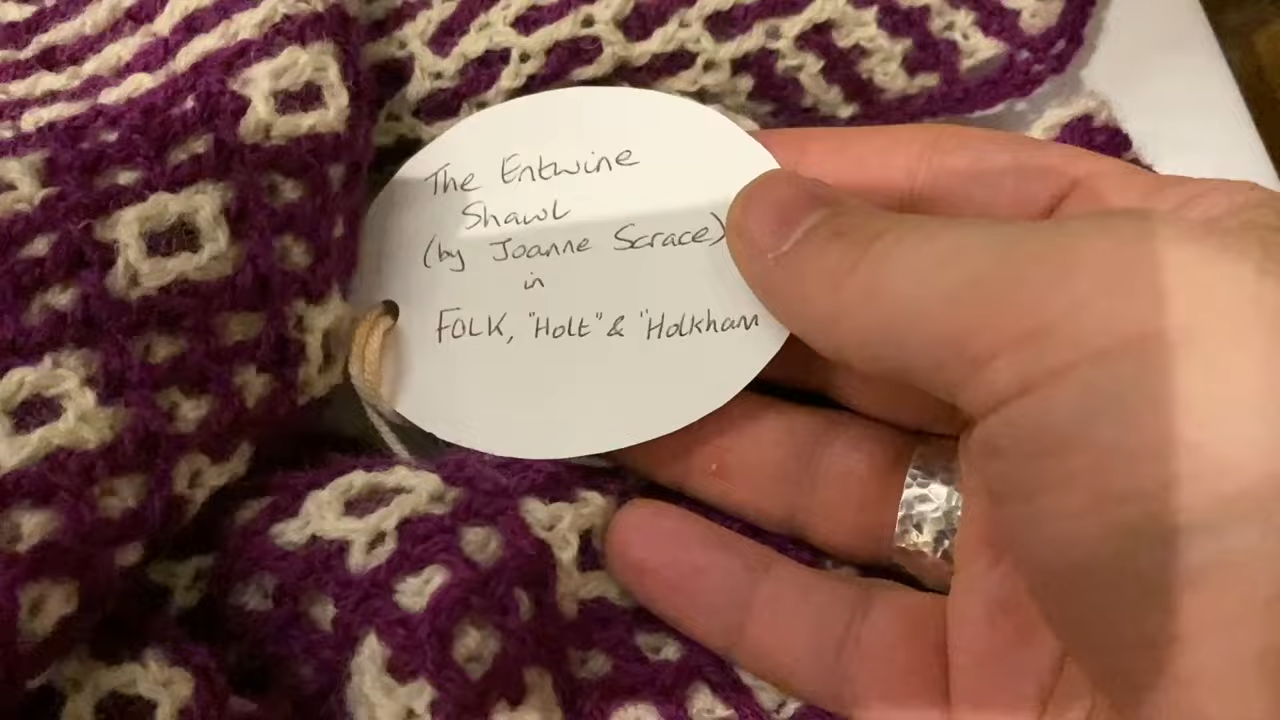 The Entwine
Shawl
(by Joanne Scrace)
in
FOLK, "Holt" & "Holkham